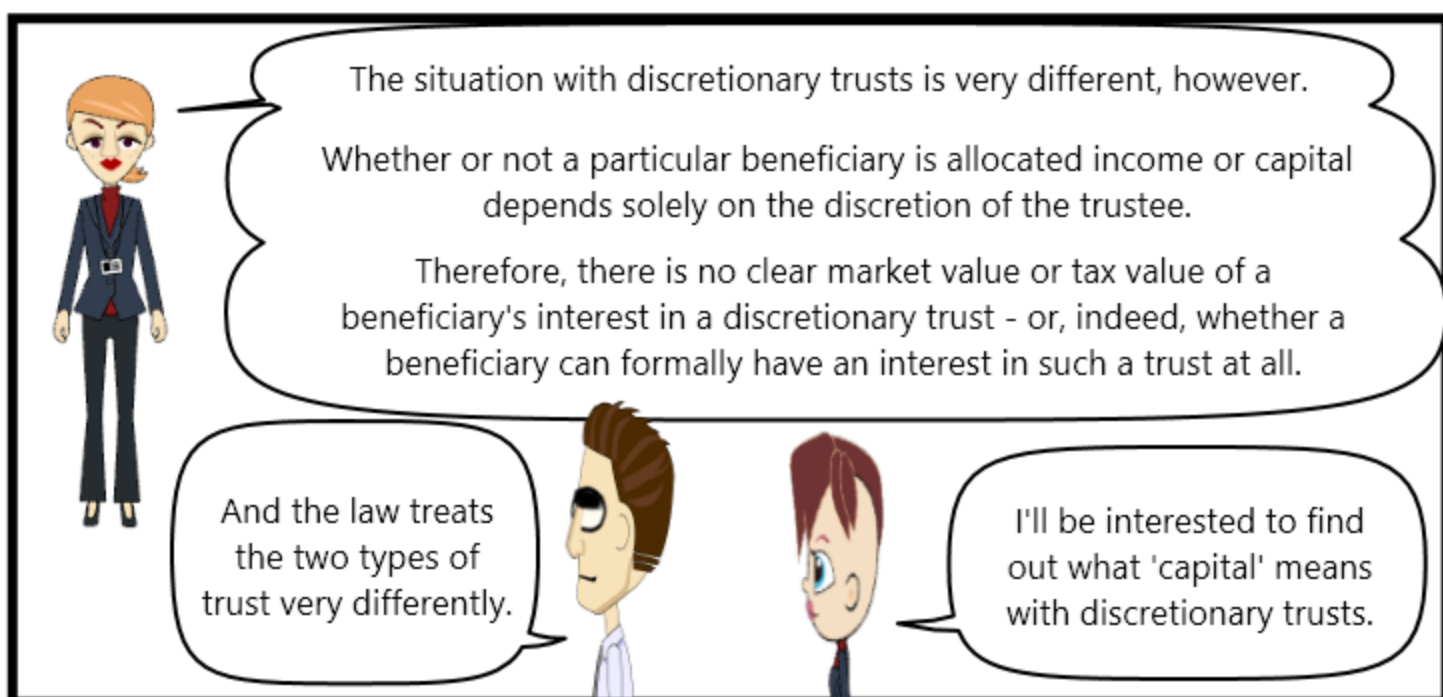 The situation with discretionary trusts is very different, however.
Whether or not a particular beneficiary is allocated income or capital
depends solely on the discretion of the trustee.
Therefore, there is no clear market value or tax value of a
beneficiary's interest in a discretionary trust - or, indeed, whether a
beneficiary can formally have an interest in such a trust at all.
And the law treats
the two types of
trust very differently.
I'll be interested to find
out what 'capital' means
with discretionary trusts.